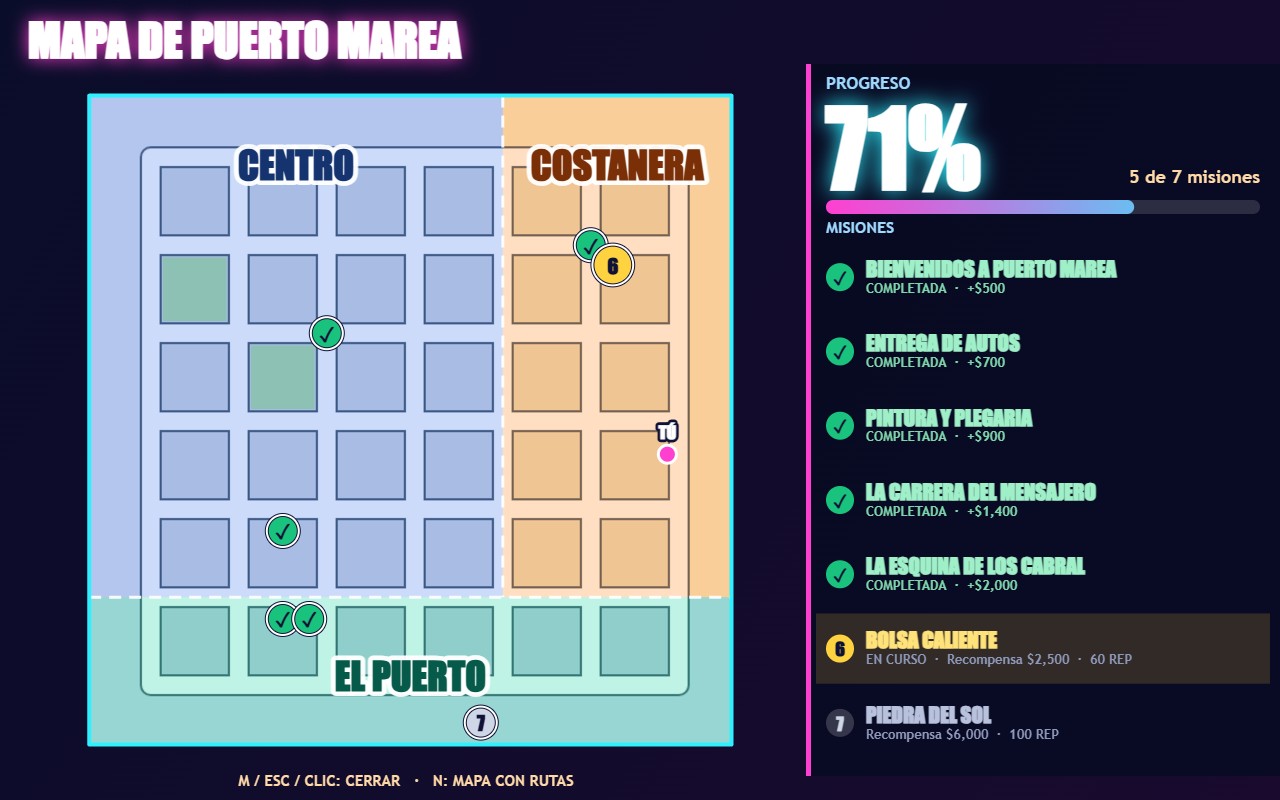 MAPA DE PUERTO MAREA
CENTRO
COSTANERA
6
TÚ
EL PUERTO
7
M / ESC / CLIC: CERRAR · N: MAPA CON RUTAS
PROGRESO
71%
5 de 7 misiones
MISIONES
BIENVENIDOS A PUERTO MAREA
COMPLETADA · +$500
ENTREGA DE AUTOS
COMPLETADA · +$700
PINTURA Y PLEGARIA
COMPLETADA · +$900
LA CARRERA DEL MENSAJERO
COMPLETADA · +$1,400
LA ESQUINA DE LOS CABRAL
COMPLETADA · +$2,000
6
BOLSA CALIENTE
EN CURSO · Recompensa $2,500 · 60 REP
7
PIEDRA DEL SOL
Recompensa $6,000 · 100 REP